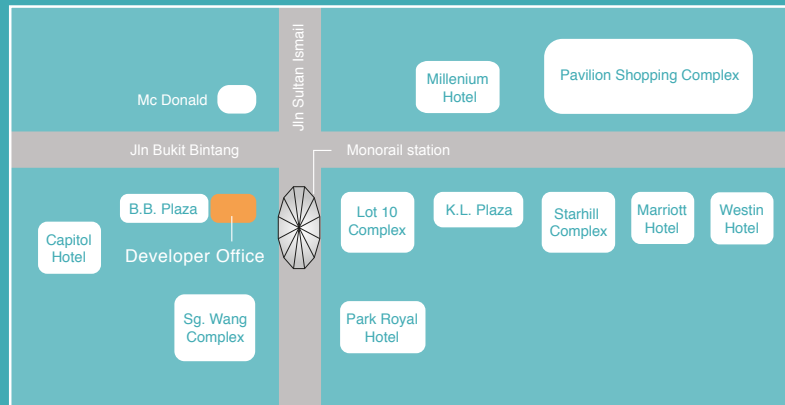 Jln Sultan Ismail
Millenium
Hotel
Pavilion Shopping Complex
Mc Donald
Jln Bukit Bintang
Monorail station
B.B. Plaza
Lot 10
Complex
K.L. Plaza
Starhill
Complex
Marriott
Hotel
Westin
Hotel
Capitol
Hotel
Developer Office
Sg. Wang
Complex
Park Royal
Hotel